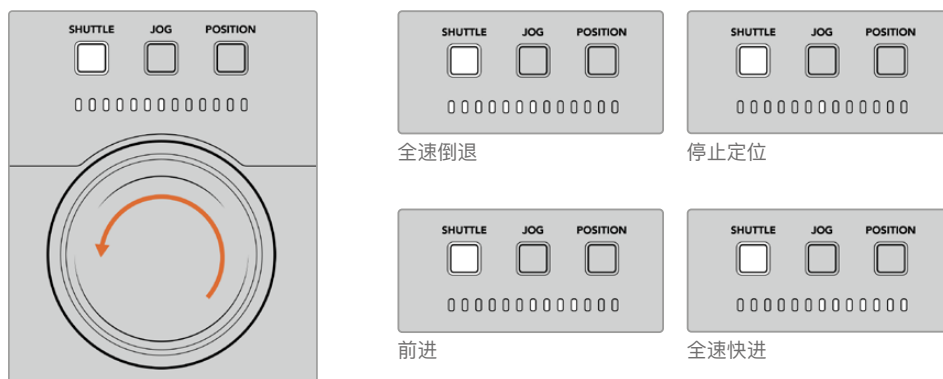 SHUTTLE JOG POSITION
SHUTTLE JOG POSITION
全速倒退
SHUTTLE JOG POSITION
停止定位
SHUTTLE JOG POSITION
前进
SHUTTLE JOG POSITION
全速快进